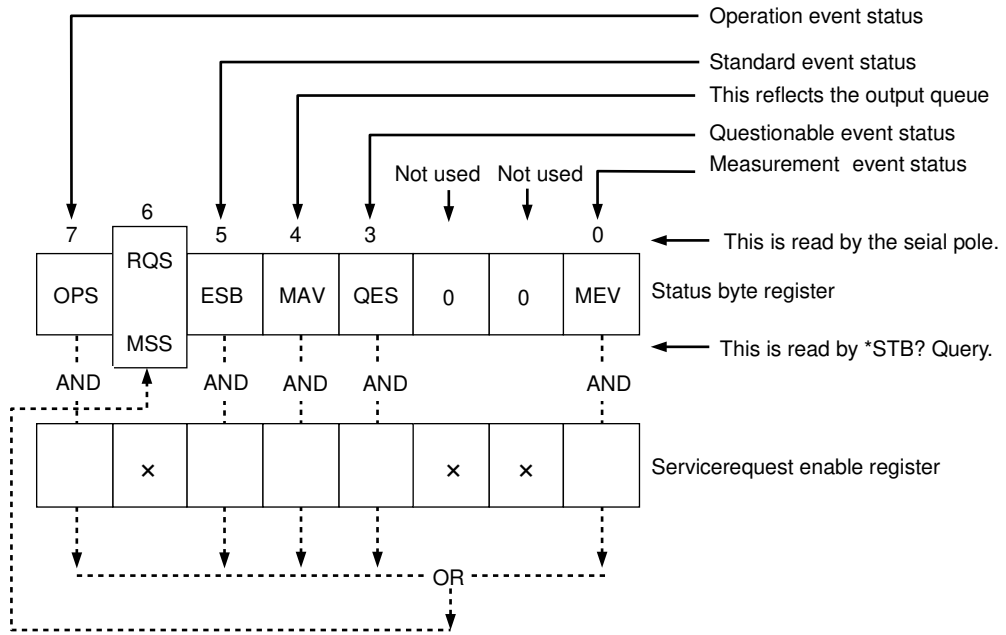 Operation event status
Standard event status
This reflects the output queue
Questionable event status
Measurement event status
Not used Not used
6
7 5 4 3 0
This is read by the seial pole.
RQS
OPS ESB MAV QES 0 0 MEV
Status byte register
MSS
This is read by *STB? Query.
AND AND AND AND AND
× × ×
Servicerequest enable register
OR